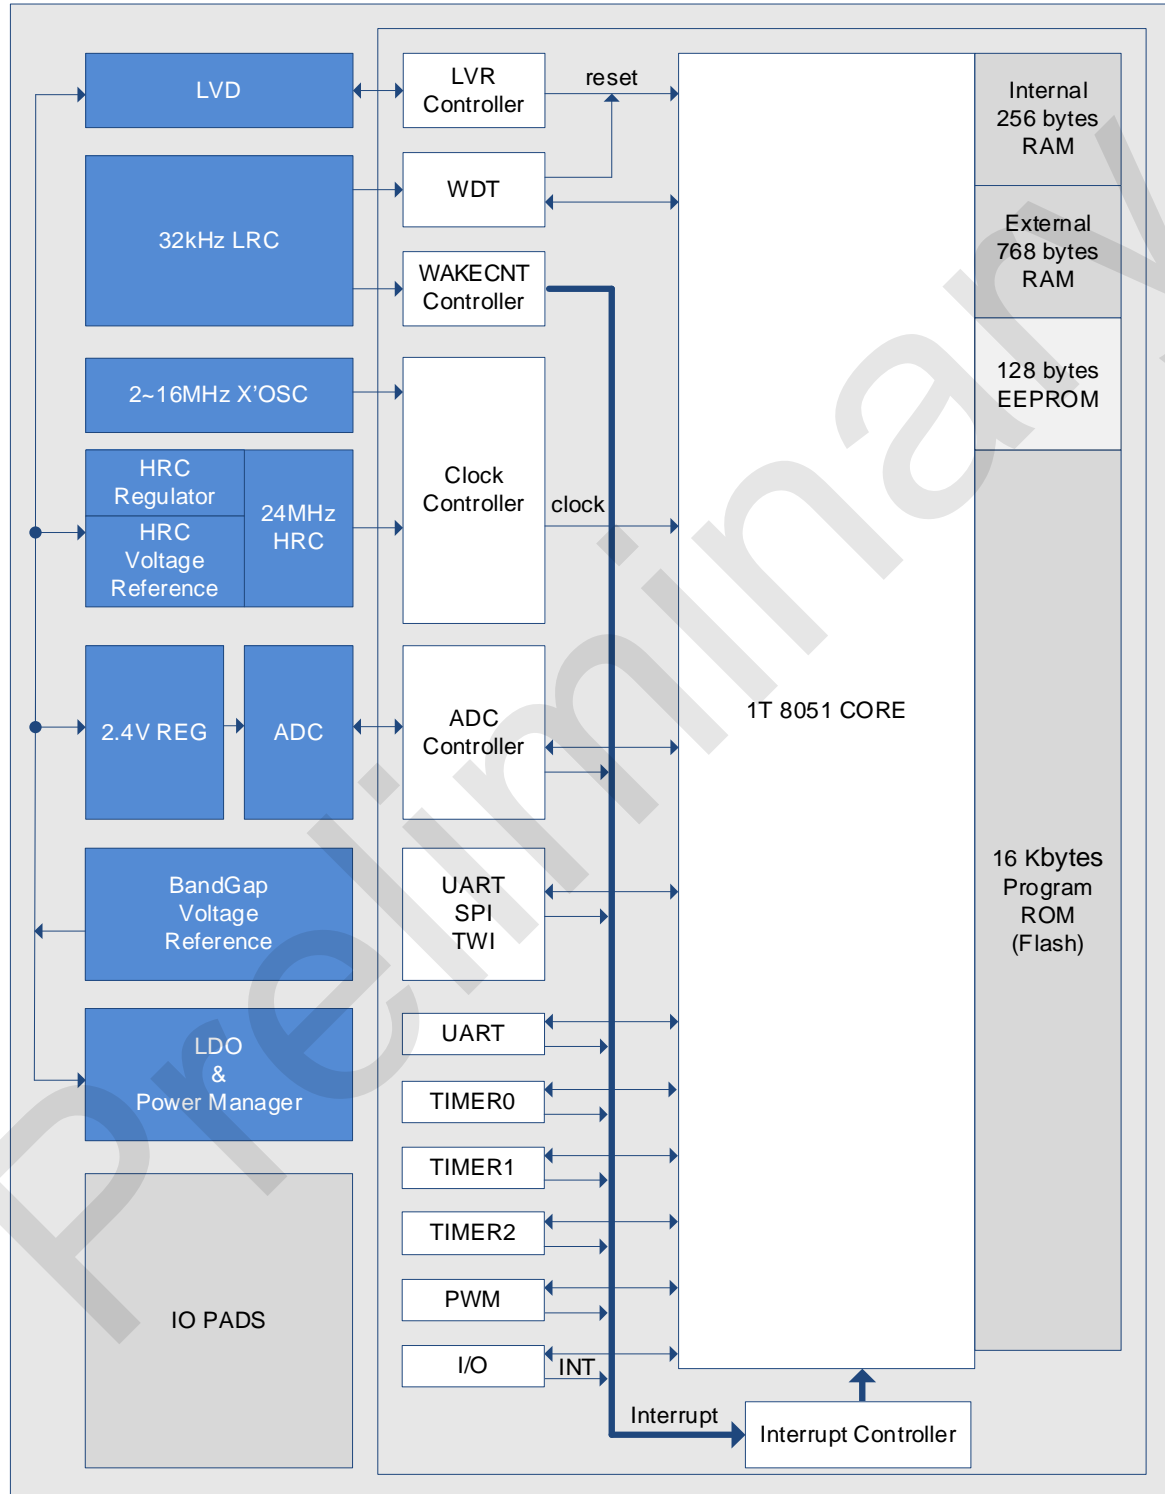 LVD
LVR
Controller
reset
Internal
256 bytes
RAM
32kHz LRC
WDT
External
768 bytes
RAM
WAKECNT
Controller
2~16MHz X'OSC
128 bytes
EEPROM
HRC
Regulator
HRC
Voltage
Reference
24MHz
HRC
Clock
Controller
clock
2.4V REG
ADC
ADC
Controller
1T 8051 CORE
BandGap
Voltage
Reference
UART
SPI
TWI
16 Kbytes
Program
ROM
(Flash)
LDO
&
Power Manager
UART
TIMER0
TIMER1
TIMER2
PWM
IO PADS
I/O
INT
Interrupt
Interrupt Controller
Preliminary